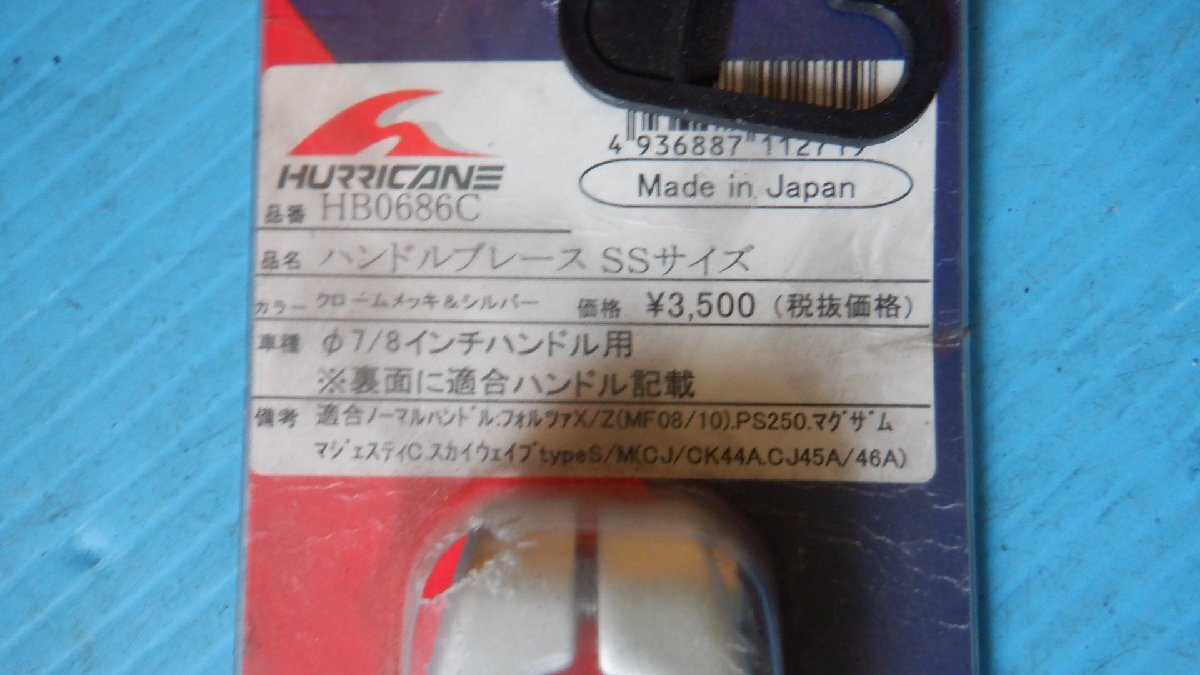 4 936887 112719
HURRICANE
Made in Japan
品番 HB0686C
品名 ハンドルブレース SSサイズ
カラー クロームメッキ&シルバー 価格 ¥3,500 (税抜価格)
車種 φ7/8インチハンドル用
※裏面に適合ハンドル記載
備考 適合ノーマルハンドル:フォルツァX/Z(MF08/10).PS250.マグザム
マジェスティC.スカイウェイブtypeS/M(CJ/CK44A.CJ45A/46A)